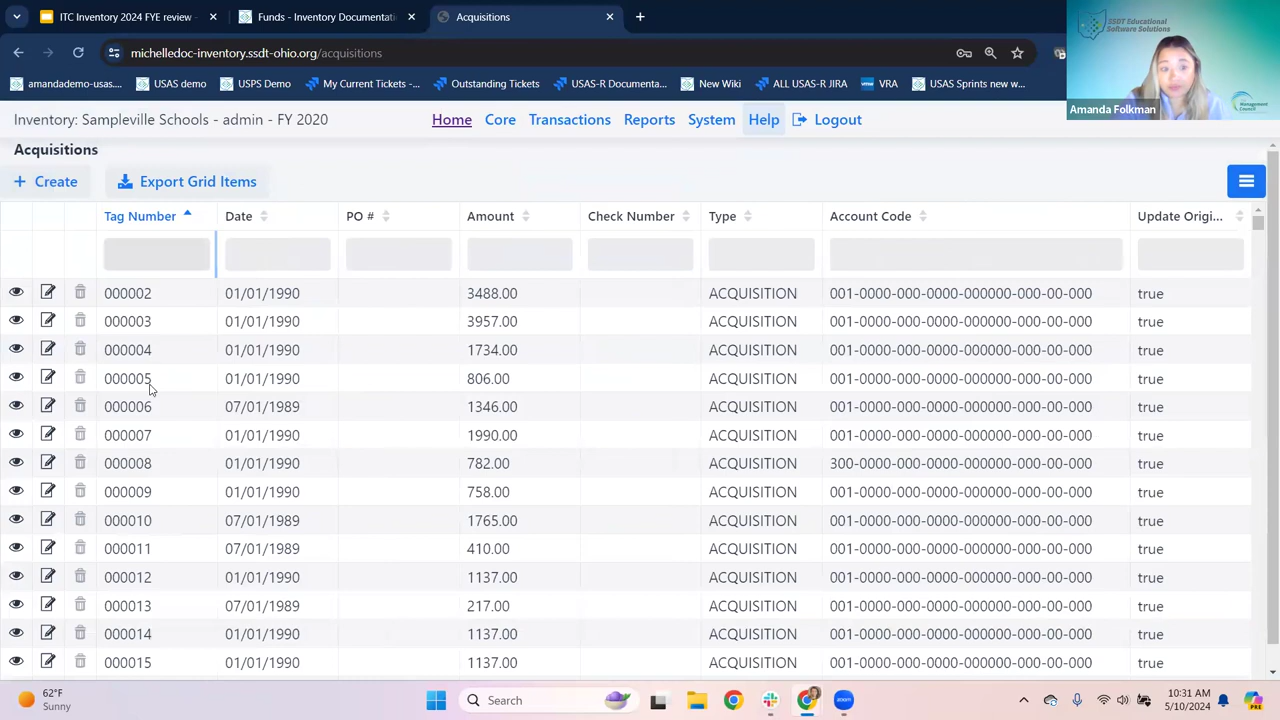 ITC Inventory 2024 FYE review
Funds - Inventory Documentatio
Acquisitions
michelledoc-inventory.ssdt-ohio.org/acquisitions
amandademo-usas....
USAS demo
USPS Demo
My Current Tickets -...
Outstanding Tickets
USAS-R Documenta...
New Wiki
ALL USAS-R JIRA
VRA
USAS Sprints new w...
SSDT Educational
Software Solutions
Management
Council
Amanda Folkman
Inventory: Sampleville Schools - admin - FY 2020
Home Core Transactions Reports System Help Logout
Acquisitions
+ Create Export Grid Items
Tag Number Date PO # Amount Check Number Type Account Code Update Origi...
000002 01/01/1990 3488.00 ACQUISITION 001-0000-000-0000-000000-000-00-000 true
000003 01/01/1990 3957.00 ACQUISITION 001-0000-000-0000-000000-000-00-000 true
000004 01/01/1990 1734.00 ACQUISITION 001-0000-000-0000-000000-000-00-000 true
000005 01/01/1990 806.00 ACQUISITION 001-0000-000-0000-000000-000-00-000 true
000006 07/01/1989 1346.00 ACQUISITION 001-0000-000-0000-000000-000-00-000 true
000007 01/01/1990 1990.00 ACQUISITION 001-0000-000-0000-000000-000-00-000 true
000008 01/01/1990 782.00 ACQUISITION 300-0000-000-0000-000000-000-00-000 true
000009 01/01/1990 758.00 ACQUISITION 001-0000-000-0000-000000-000-00-000 true
000010 07/01/1989 1765.00 ACQUISITION 001-0000-000-0000-000000-000-00-000 true
000011 07/01/1989 410.00 ACQUISITION 001-0000-000-0000-000000-000-00-000 true
000012 01/01/1990 1137.00 ACQUISITION 001-0000-000-0000-000000-000-00-000 true
000013 07/01/1989 217.00 ACQUISITION 001-0000-000-0000-000000-000-00-000 true
000014 01/01/1990 1137.00 ACQUISITION 001-0000-000-0000-000000-000-00-000 true
000015 01/01/1990 1137.00 ACQUISITION 001-0000-000-0000-000000-000-00-000 true
62°F
Sunny
Search
zoom
10:31 AM
5/10/2024
PRE